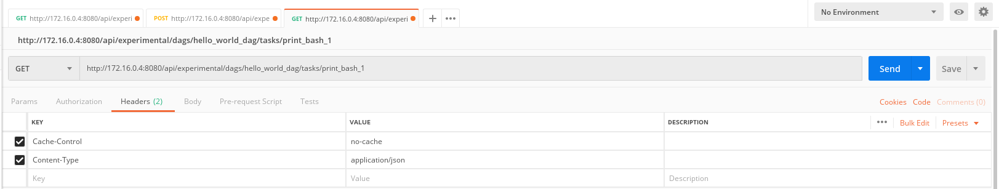 GET http://172.16.0.4:8080/api/experi POST http://172.16.0.4:8080/api/expe GET http://172.16.0.4:8080/api/experi + ••• No Environment
http://172.16.0.4:8080/api/experimental/dags/hello_world_dag/tasks/print_bash_1
GET http://172.16.0.4:8080/api/experimental/dags/hello_world_dag/tasks/print_bash_1 Send Save
Params Authorization Headers (2) Body Pre-request Script Tests Cookies Code Comments (0)
KEY VALUE DESCRIPTION ••• Bulk Edit Presets
Cache-Control no-cache
Content-Type application/json
Key Value Description